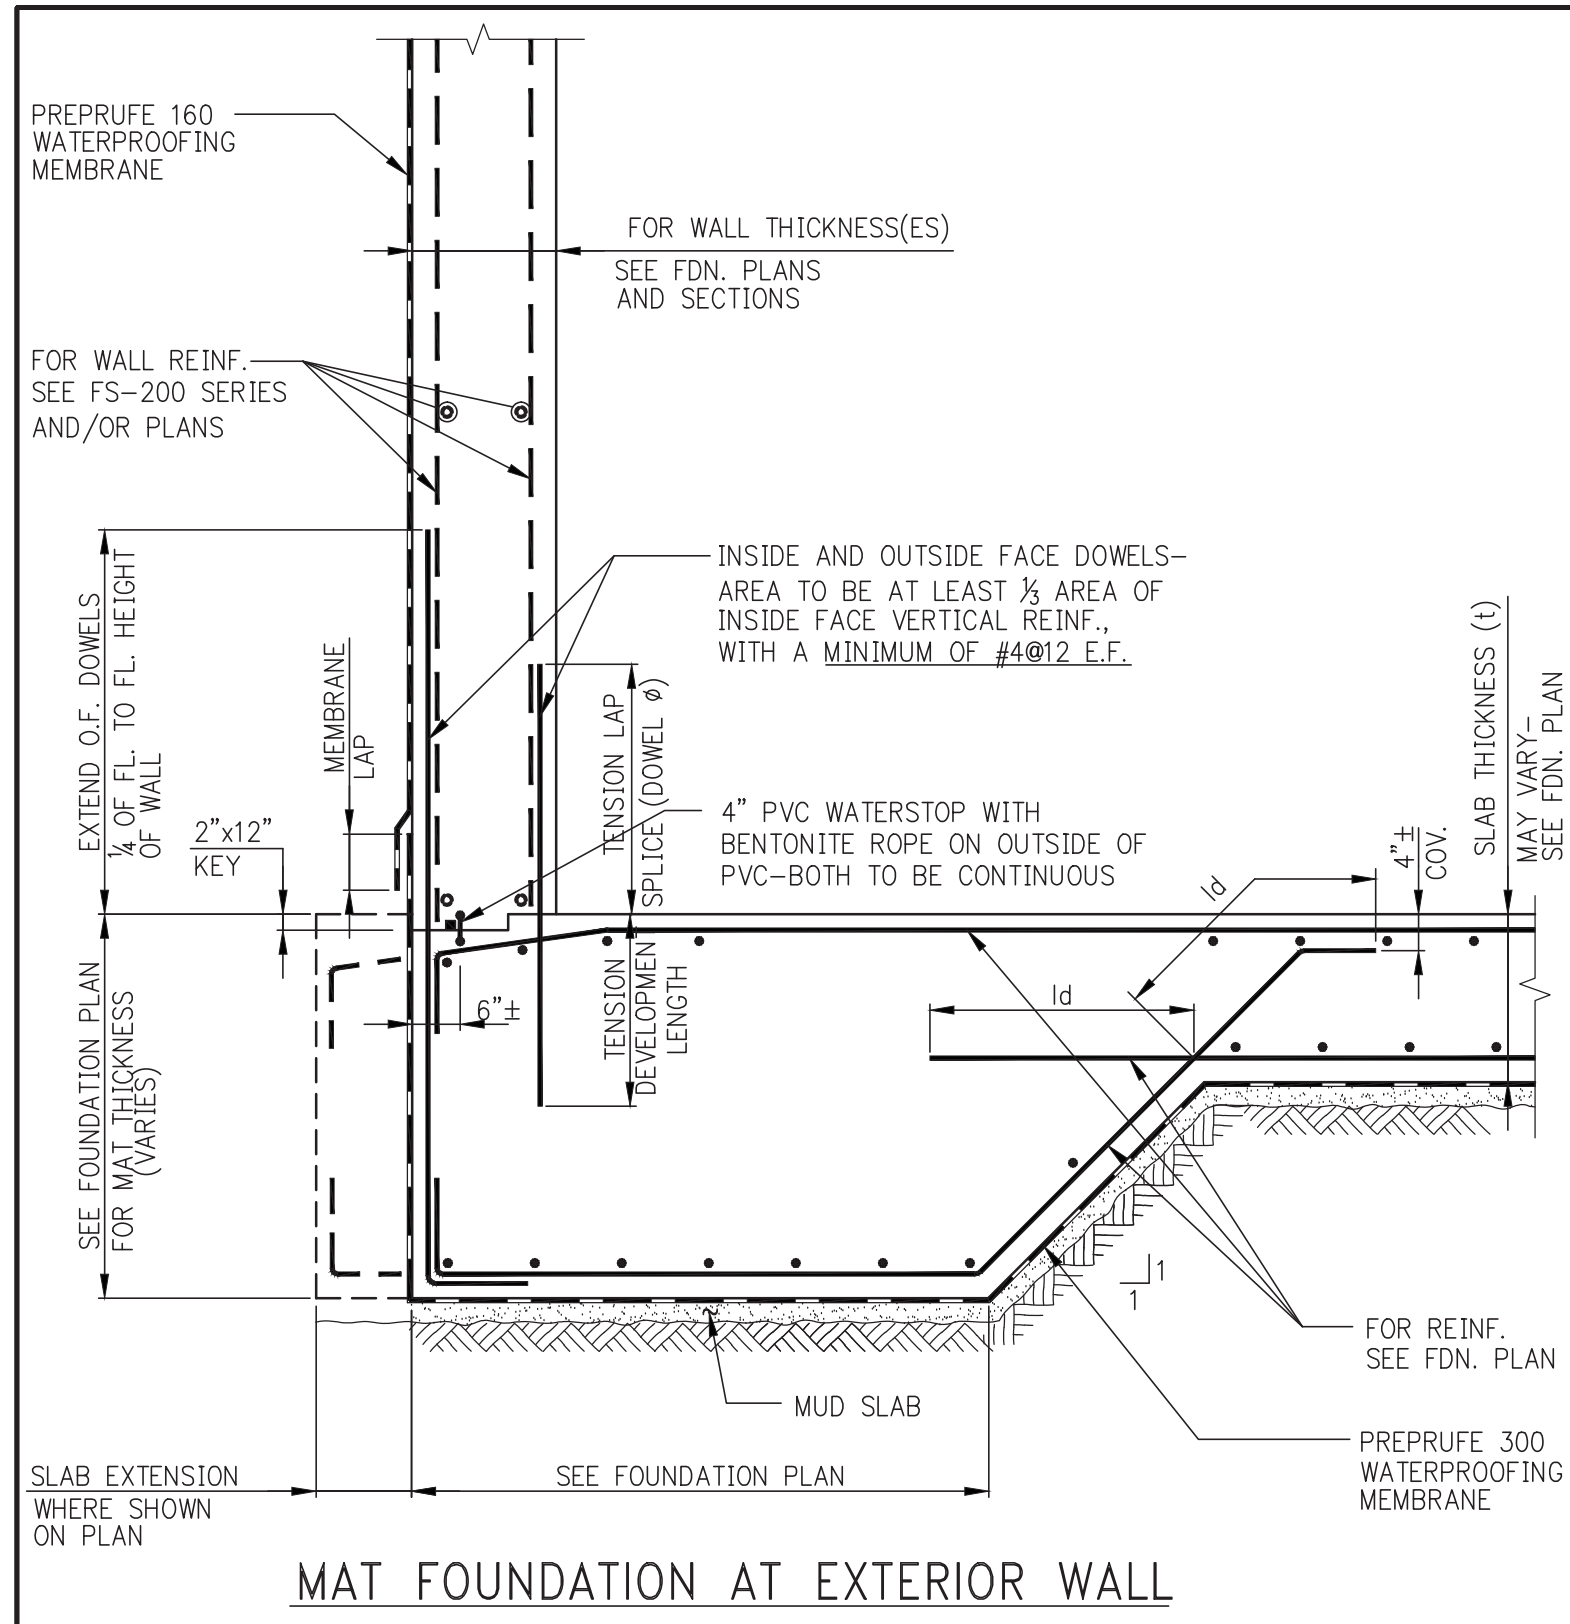 PREPRUFE 160
WATERPROOFING
MEMBRANE
FOR WALL THICKNESS(ES)
SEE FDN. PLANS
AND SECTIONS
FOR WALL REINF.
SEE FS-200 SERIES
AND/OR PLANS
INSIDE AND OUTSIDE FACE DOWELS-
AREA TO BE AT LEAST ⅓ AREA OF
INSIDE FACE VERTICAL REINF.,
WITH A MINIMUM OF #4@12 E.F.
EXTEND O.F. DOWELS
¼ OF FL. TO FL. HEIGHT
OF WALL
MEMBRANE
LAP
TENSION LAP
SPLICE (DOWEL ø)
SLAB THICKNESS (t)
MAY VARY-
SEE FDN. PLAN
2"x12"
KEY
4" PVC WATERSTOP WITH
BENTONITE ROPE ON OUTSIDE OF
PVC-BOTH TO BE CONTINUOUS
4"±
COV.
ld
ld
6"±
TENSION
DEVELOPMEN
LENGTH
SEE FOUNDATION PLAN
FOR MAT THICKNESS
(VARIES)
1
1
FOR REINF.
SEE FDN. PLAN
MUD SLAB
PREPRUFE 300
WATERPROOFING
MEMBRANE
SLAB EXTENSION
WHERE SHOWN
ON PLAN
SEE FOUNDATION PLAN
MAT FOUNDATION AT EXTERIOR WALL